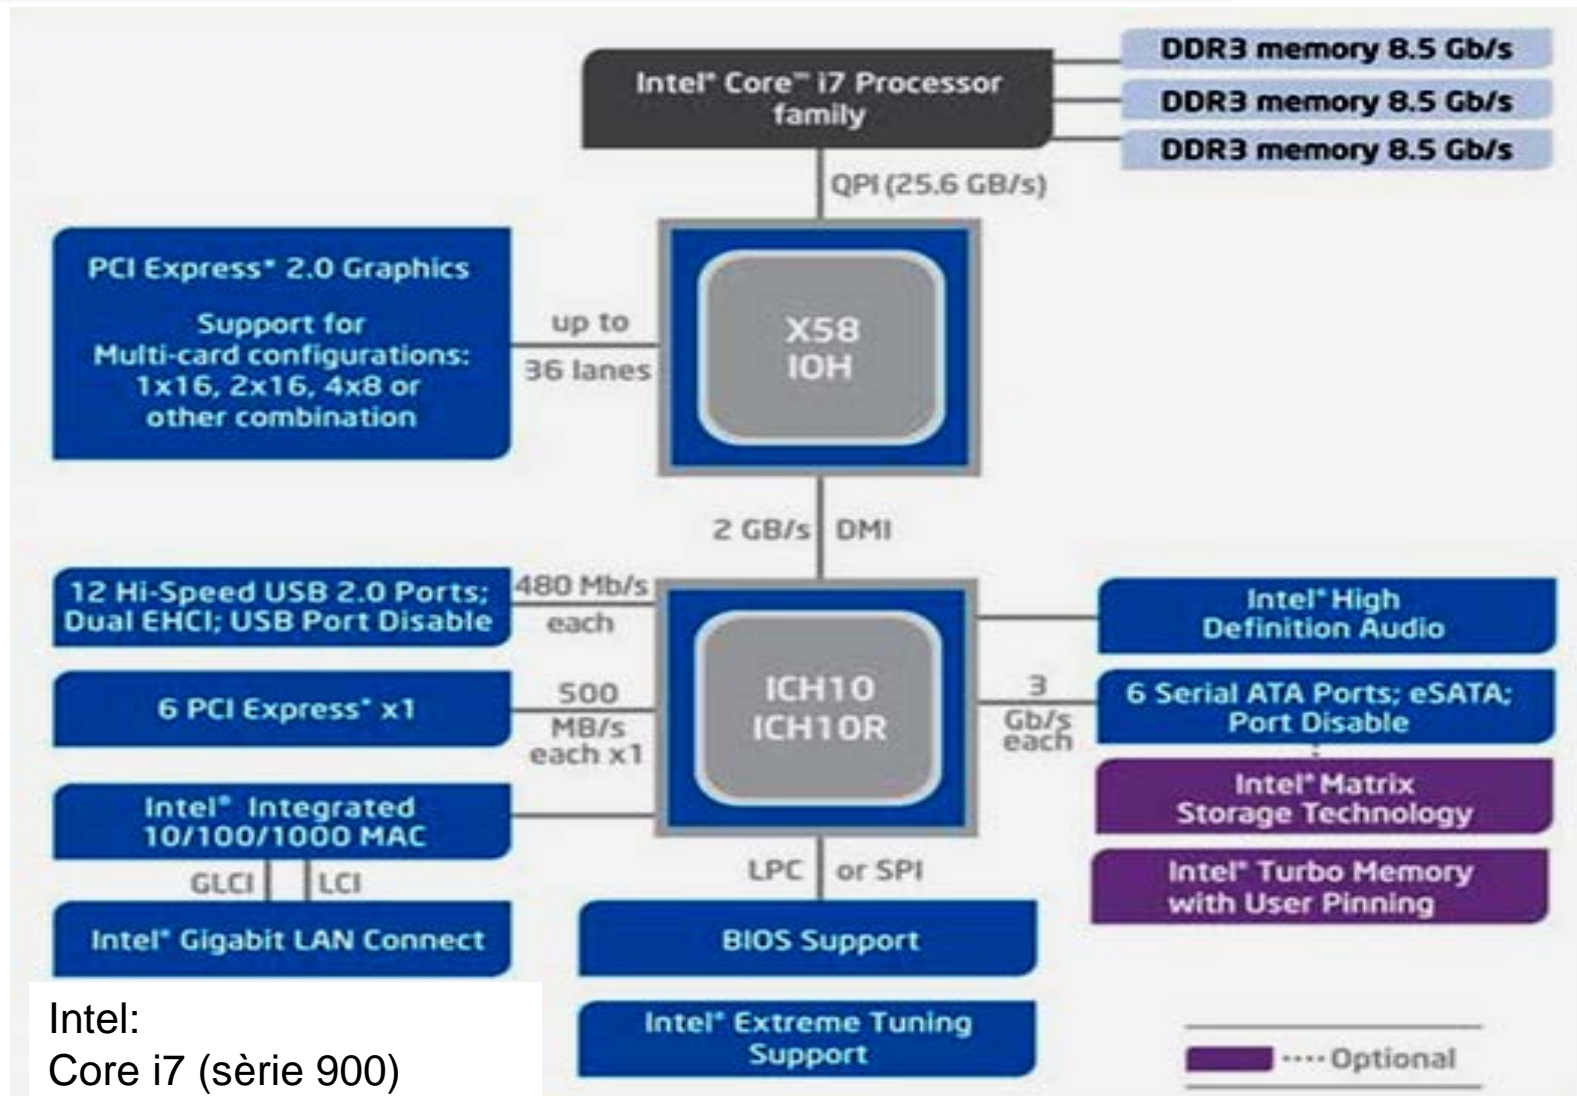 Intel® Core™ i7 Processor
family
DDR3 memory 8.5 Gb/s
DDR3 memory 8.5 Gb/s
DDR3 memory 8.5 Gb/s
QPI (25.6 GB/s)
PCI Express* 2.0 Graphics
Support for
Multi-card configurations:
1x16, 2x16, 4x8 or
other combination
up to
36 lanes
X58
IOH
2 GB/s DMI
12 Hi-Speed USB 2.0 Ports;
Dual EHCI; USB Port Disable
480 Mb/s
each
6 PCI Express* x1
500
MB/s
each x1
ICH10
ICH10R
Intel® High
Definition Audio
3
Gb/s
each
6 Serial ATA Ports; eSATA;
Port Disable
Intel® Matrix
Storage Technology
Intel® Turbo Memory
with User Pinning
Intel® Integrated
10/100/1000 MAC
GLCI LCI
Intel® Gigabit LAN Connect
LPC or SPI
BIOS Support
Intel® Extreme Tuning
Support
Optional
Intel:
Core i7 (sèrie 900)